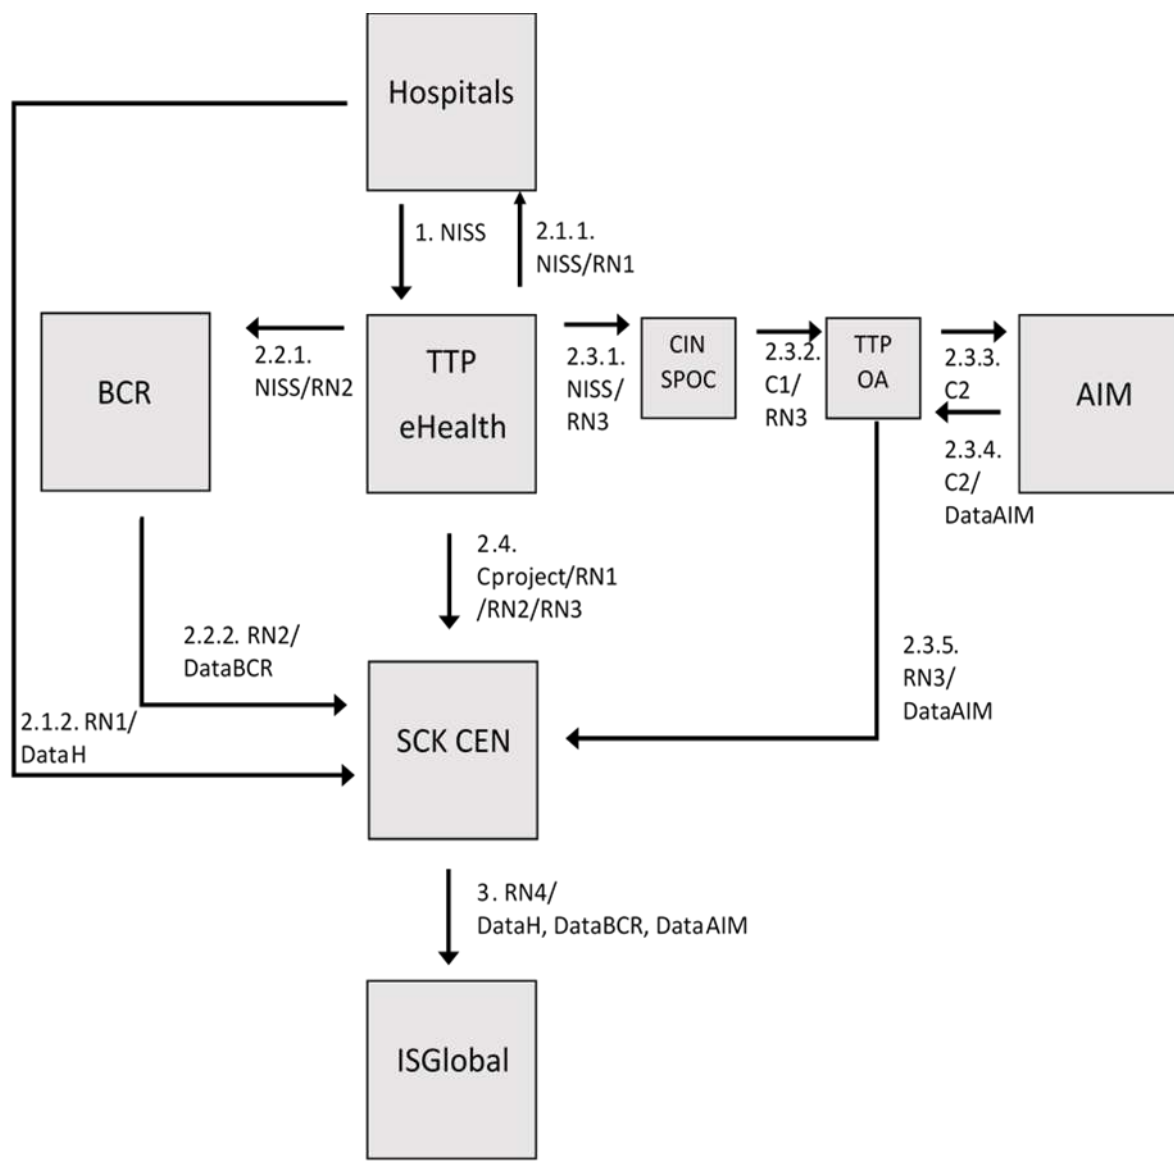 Hospitals
1. NISS
2.1.1.
NISS/RN1
BCR
2.2.1.
NISS/RN2
TTP
eHealth
2.3.1.
NISS/
RN3
CIN
SPOC
2.3.2.
C1/
RN3
TTP
OA
2.3.3.
C2
2.3.4.
C2/
DataAIM
AIM
2.4.
Cproject/RN1
/RN2/RN3
2.2.2. RN2/
DataBCR
2.1.2. RN1/
DataH
SCK CEN
2.3.5.
RN3/
DataAIM
3. RN4/
DataH, DataBCR, DataAIM
ISGlobal